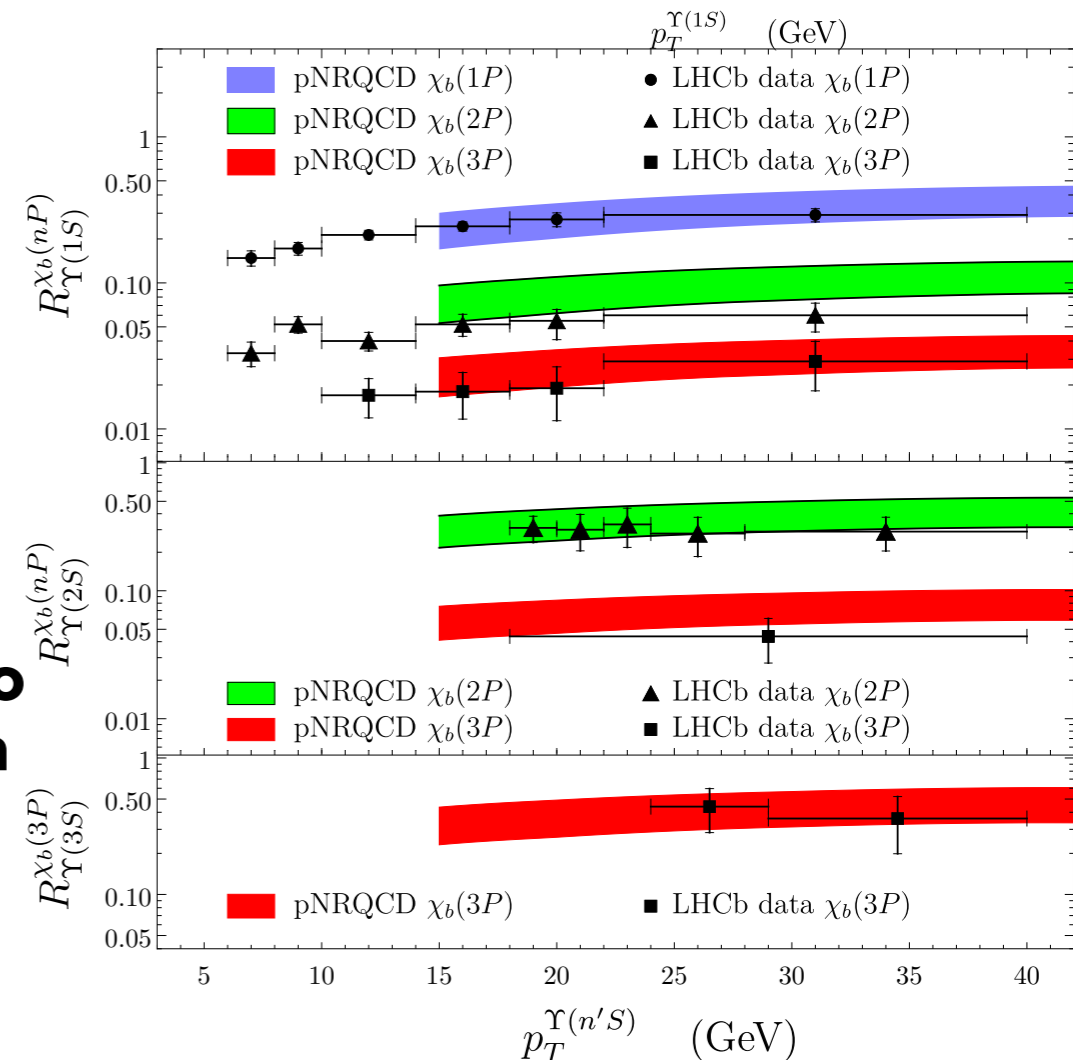 p_T^{Υ(1S)} (GeV)
pNRQCD χ_b(1P) LHCb data χ_b(1P)
pNRQCD χ_b(2P) LHCb data χ_b(2P)
pNRQCD χ_b(3P) LHCb data χ_b(3P)
1
0.50
0.10
0.05
0.01
R^{χ_b(nP)}_{Υ(1S)}
1
0.50
0.10
0.05
0.01
R^{χ_b(nP)}_{Υ(2S)}
pNRQCD χ_b(2P) LHCb data χ_b(2P)
pNRQCD χ_b(3P) LHCb data χ_b(3P)
1
0.50
0.10
0.05
R^{χ_b(3P)}_{Υ(3S)}
pNRQCD χ_b(3P) LHCb data χ_b(3P)
5 10 15 20 25 30 35 40
p_T^{Υ(n′S)} (GeV)